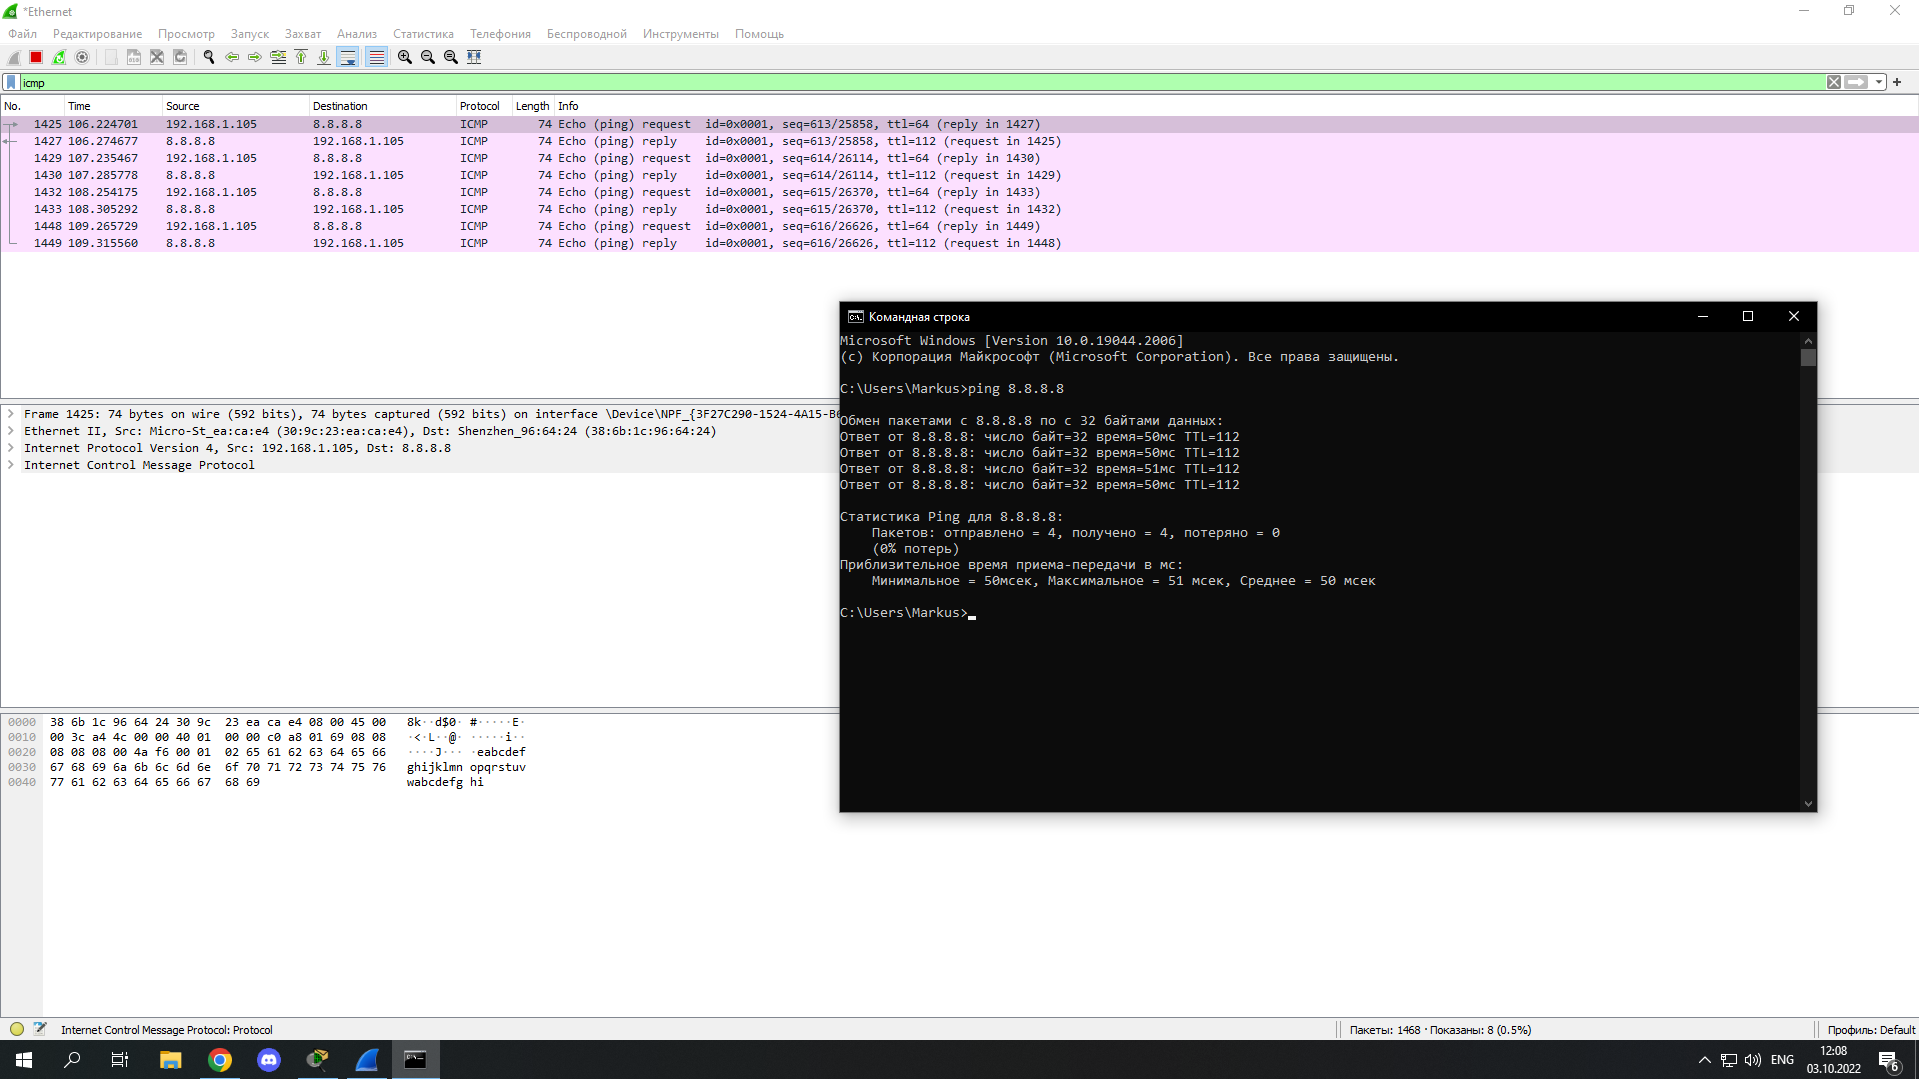 *Ethernet
Файл Редактирование Просмотр Запуск Захват Анализ Статистика Телефония Беспроводной Инструменты Помощь
icmp
No. Time Source Destination Protocol Length Info
1425 106.224701 192.168.1.105 8.8.8.8 ICMP 74 Echo (ping) request id=0x0001, seq=613/25858, ttl=64 (reply in 1427)
1427 106.274677 8.8.8.8 192.168.1.105 ICMP 74 Echo (ping) reply id=0x0001, seq=613/25858, ttl=112 (request in 1425)
1429 107.235467 192.168.1.105 8.8.8.8 ICMP 74 Echo (ping) request id=0x0001, seq=614/26114, ttl=64 (reply in 1430)
1430 107.285778 8.8.8.8 192.168.1.105 ICMP 74 Echo (ping) reply id=0x0001, seq=614/26114, ttl=112 (request in 1429)
1432 108.254175 192.168.1.105 8.8.8.8 ICMP 74 Echo (ping) request id=0x0001, seq=615/26370, ttl=64 (reply in 1433)
1433 108.305292 8.8.8.8 192.168.1.105 ICMP 74 Echo (ping) reply id=0x0001, seq=615/26370, ttl=112 (request in 1432)
1448 109.265729 192.168.1.105 8.8.8.8 ICMP 74 Echo (ping) request id=0x0001, seq=616/26626, ttl=64 (reply in 1449)
1449 109.315560 8.8.8.8 192.168.1.105 ICMP 74 Echo (ping) reply id=0x0001, seq=616/26626, ttl=112 (request in 1448)
Командная строка
Microsoft Windows [Version 10.0.19044.2006]
(c) Корпорация Майкрософт (Microsoft Corporation). Все права защищены.
C:\Users\Markus>ping 8.8.8.8
Обмен пакетами с 8.8.8.8 по с 32 байтами данных:
Ответ от 8.8.8.8: число байт=32 время=50мс TTL=112
Ответ от 8.8.8.8: число байт=32 время=50мс TTL=112
Ответ от 8.8.8.8: число байт=32 время=51мс TTL=112
Ответ от 8.8.8.8: число байт=32 время=50мс TTL=112
Статистика Ping для 8.8.8.8:
Пакетов: отправлено = 4, получено = 4, потеряно = 0
(0% потерь)
Приблизительное время приема-передачи в мс:
Минимальное = 50мсек, Максимальное = 51 мсек, Среднее = 50 мсек
C:\Users\Markus>
Frame 1425: 74 bytes on wire (592 bits), 74 bytes captured (592 bits) on interface \Device\NPF_{3F27C290-1524-4A15-B6
Ethernet II, Src: Micro-St_ea:ca:e4 (30:9c:23:ea:ca:e4), Dst: Shenzhen_96:64:24 (38:6b:1c:96:64:24)
Internet Protocol Version 4, Src: 192.168.1.105, Dst: 8.8.8.8
Internet Control Message Protocol
0000 38 6b 1c 96 64 24 30 9c 23 ea ca e4 08 00 45 00 8k··d$0· #·····E·
0010 00 3c a4 4c 00 00 40 01 00 00 c0 a8 01 69 08 08 ·<·L··@· ·····i··
0020 08 08 08 00 4a f6 00 01 02 65 61 62 63 64 65 66 ····J··· ·eabcdef
0030 67 68 69 6a 6b 6c 6d 6e 6f 70 71 72 73 74 75 76 ghijklmn opqrstuv
0040 77 61 62 63 64 65 66 67 68 69 wabcdefg hi
Internet Control Message Protocol: Protocol Пакеты: 1468 · Показаны: 8 (0.5%) Профиль: Default
ENG 12:08
03.10.2022
6